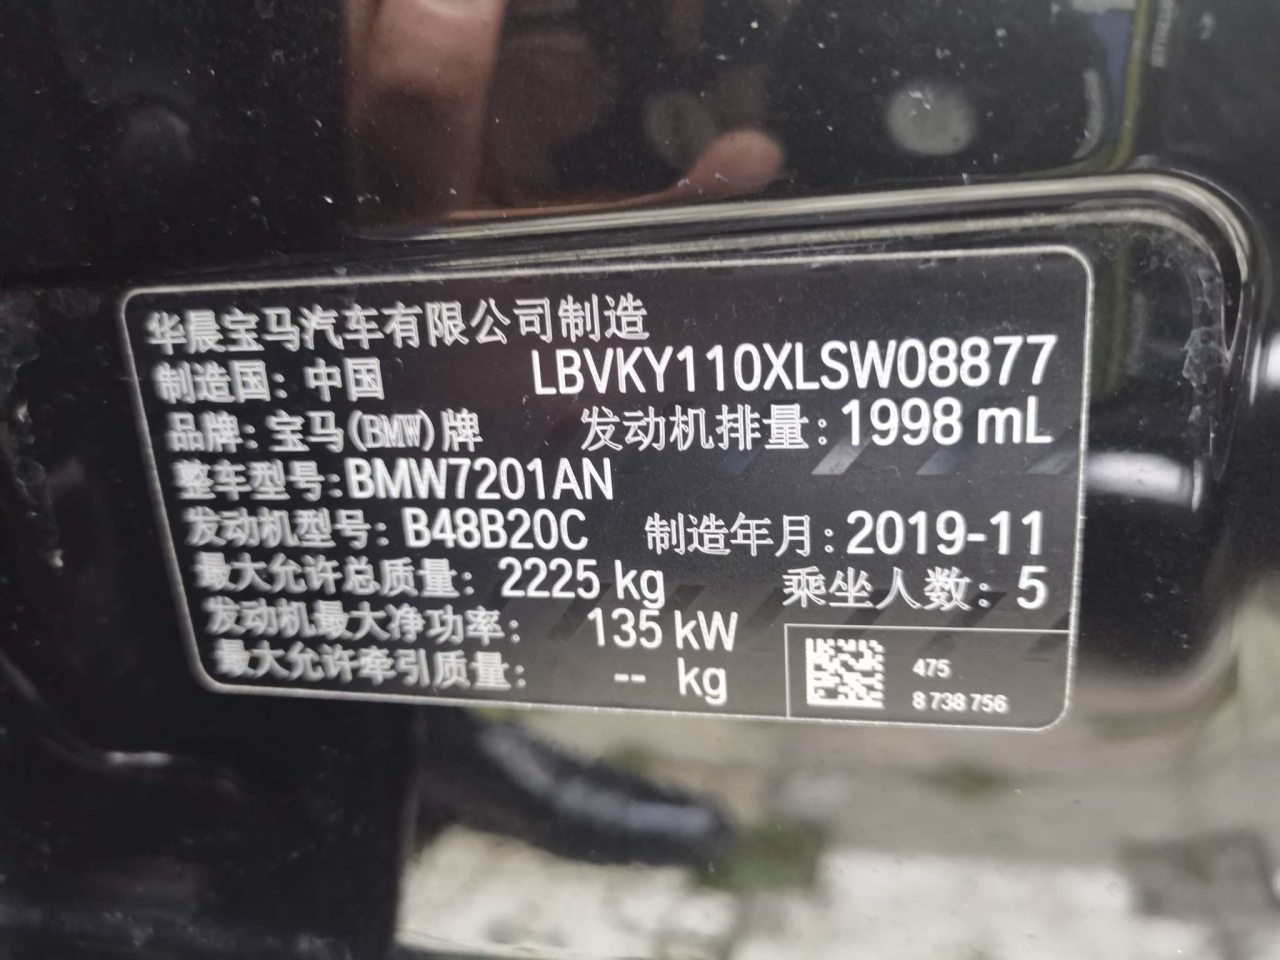 华晨宝马汽车有限公司制造
制造国：中国 LBVKY110XLSW08877
品牌：宝马(BMW)牌 发动机排量：1998 mL
整车型号：BMW7201AN
发动机型号：B48B20C 制造年月：2019-11
最大允许总质量：2225 kg 乘坐人数：5
发动机最大净功率：135 kW
最大允许牵引质量：-- kg
475
8 738 756